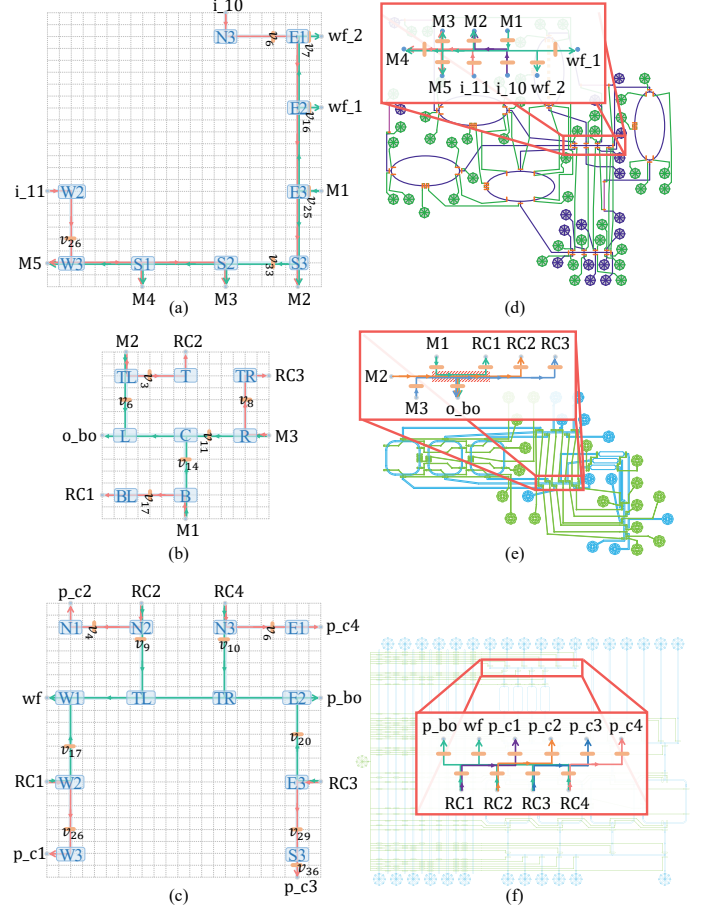 i_10
N3
v6
E1
v7
wf_2
E2
v16
wf_1
i_11
W2
E3
v25
M1
v26
M5
W3
S1
S2
v33
S3
M4
M3
M2
(a)
M3
M2
M1
M4
wf_1
M5
i_11
i_10
wf_2
(d)
M2
RC2
TL
v3
T
TR
RC3
v6
v8
o_bo
L
C
v11
R
M3
v14
RC1
BL
v17
B
M1
(b)
M1
RC1
RC2
RC3
M2
M3
o_bo
(e)
p_c2
RC2
RC4
N1
v4
N2
N3
v6
E1
p_c4
v9
v10
wf
W1
TL
TR
E2
p_bo
v17
v20
RC1
W2
E3
RC3
v26
v29
p_c1
W3
S3
v36
p_c3
(c)
p_bo
wf
p_c1
p_c2
p_c3
p_c4
RC1
RC2
RC3
RC4
(f)